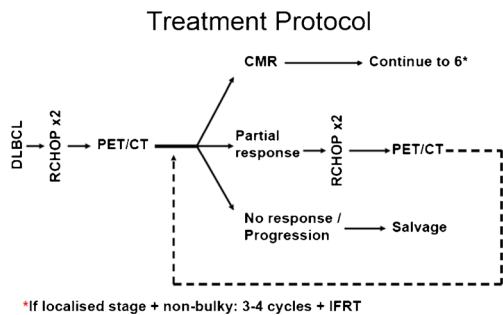 Treatment Protocol
CMR
Continue to 6*
DLBCL
RCHOP x2
PET/CT
Partial
response
RCHOP x2
PET/CT
No response /
Progression
Salvage
*If localised stage + non-bulky: 3-4 cycles + IFRT